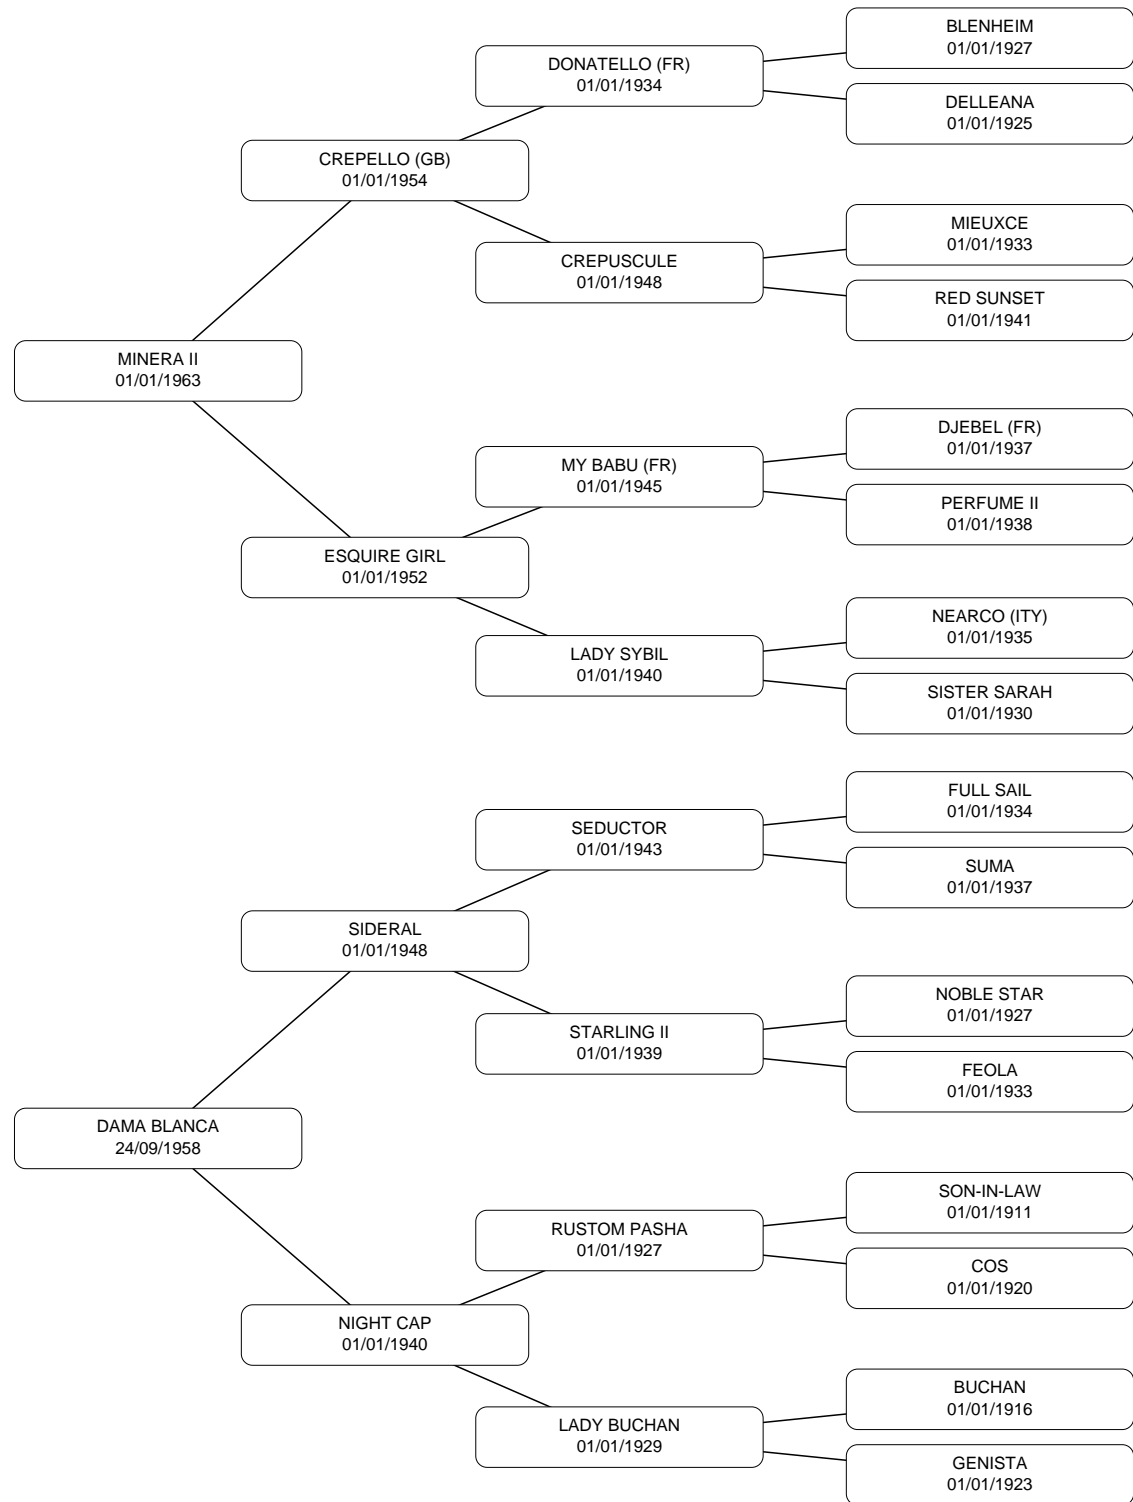 BLENHEIM
01/01/1927
DONATELLO (FR)
01/01/1934
DELLEANA
01/01/1925
CREPELLO (GB)
01/01/1954
MIEUXCE
01/01/1933
CREPUSCULE
01/01/1948
RED SUNSET
01/01/1941
MINERA II
01/01/1963
DJEBEL (FR)
01/01/1937
MY BABU (FR)
01/01/1945
PERFUME II
01/01/1938
ESQUIRE GIRL
01/01/1952
NEARCO (ITY)
01/01/1935
LADY SYBIL
01/01/1940
SISTER SARAH
01/01/1930
FULL SAIL
01/01/1934
SEDUCTOR
01/01/1943
SUMA
01/01/1937
SIDERAL
01/01/1948
NOBLE STAR
01/01/1927
STARLING II
01/01/1939
FEOLA
01/01/1933
DAMA BLANCA
24/09/1958
SON-IN-LAW
01/01/1911
RUSTOM PASHA
01/01/1927
COS
01/01/1920
NIGHT CAP
01/01/1940
BUCHAN
01/01/1916
LADY BUCHAN
01/01/1929
GENISTA
01/01/1923